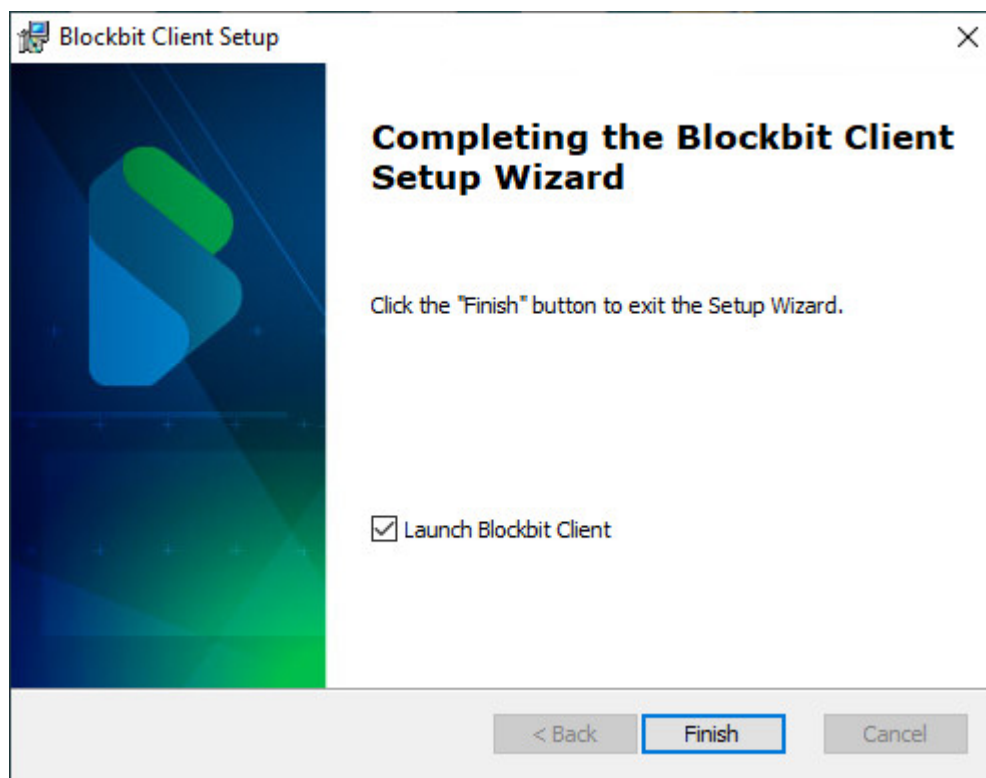 Blockbit Client Setup
Completing the Blockbit Client
Setup Wizard
Click the "Finish" button to exit the Setup Wizard.
Launch Blockbit Client
< Back
Finish
Cancel